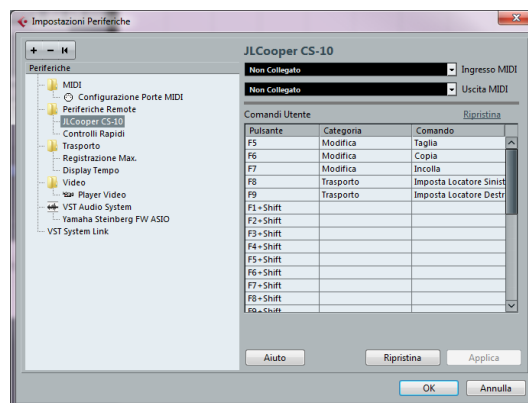 Impostazioni Periferiche
Periferiche
MIDI
Configurazione Porte MIDI
Periferiche Remote
JLCooper CS-10
Controlli Rapidi
Trasporto
Registrazione Max.
Display Tempo
Video
Player Video
VST Audio System
Yamaha Steinberg FW ASIO
VST System Link
JLCooper CS-10
Non Collegato Ingresso MIDI
Non Collegato Uscita MIDI
Comandi Utente Ripristina
Pulsante Categoria Comando
F5 Modifica Taglia
F6 Modifica Copia
F7 Modifica Incolla
F8 Trasporto Imposta Locatore Sinist
F9 Trasporto Imposta Locatore Destr
F1+Shift
F2+Shift
F3+Shift
F4+Shift
F5+Shift
F6+Shift
F7+Shift
F8+Shift
F9+Shift
Aiuto Ripristina Applica
OK Annulla